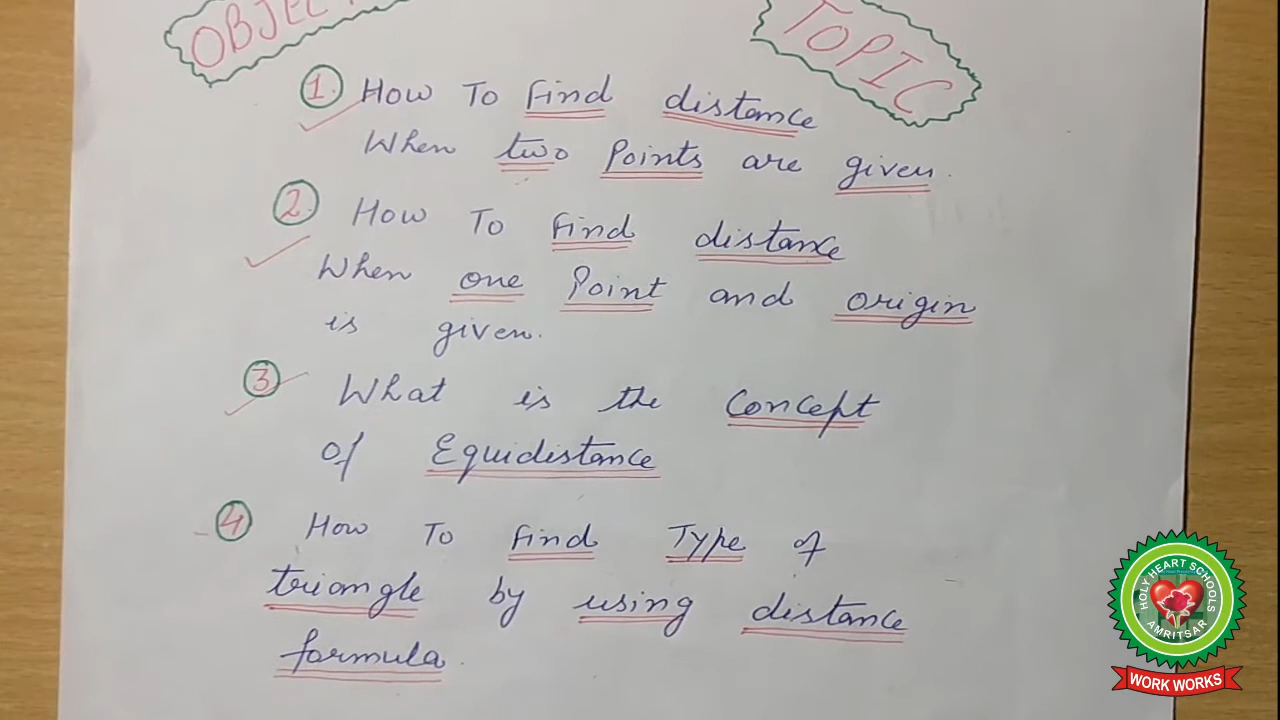 TOPIC
1. How To Find distance
When two Points are given.
2. How To Find distance
When one Point and origin
is given.
3 What is the Concept
of Equidistance
4 How To Find Type of
triangle by using distance
formula.
HOLY HEART SCHOOLS
AMRITSAR
WORK WORKS